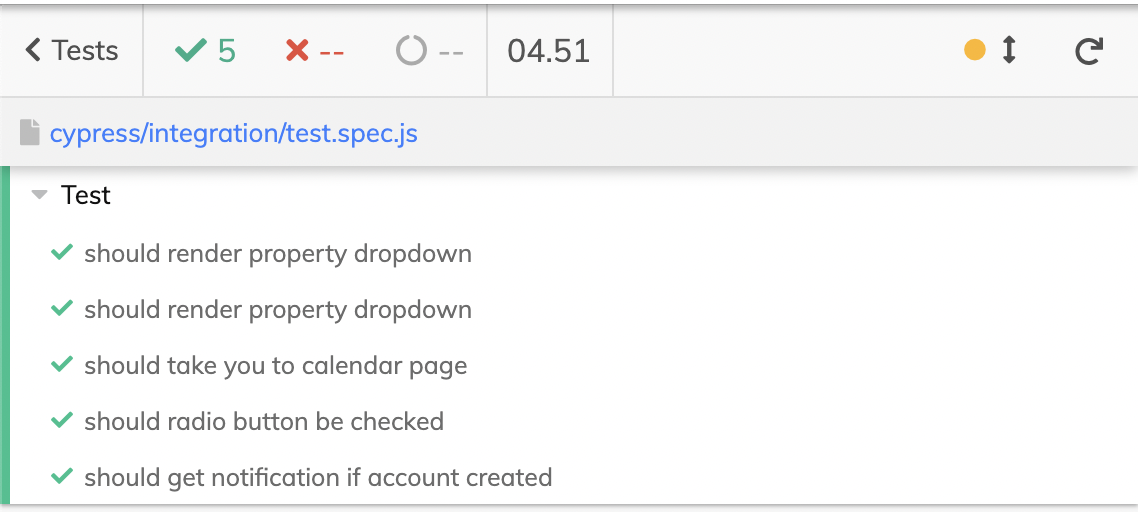 Tests 5 -- -- 04.51
cypress/integration/test.spec.js
Test
should render property dropdown
should render property dropdown
should take you to calendar page
should radio button be checked
should get notification if account created